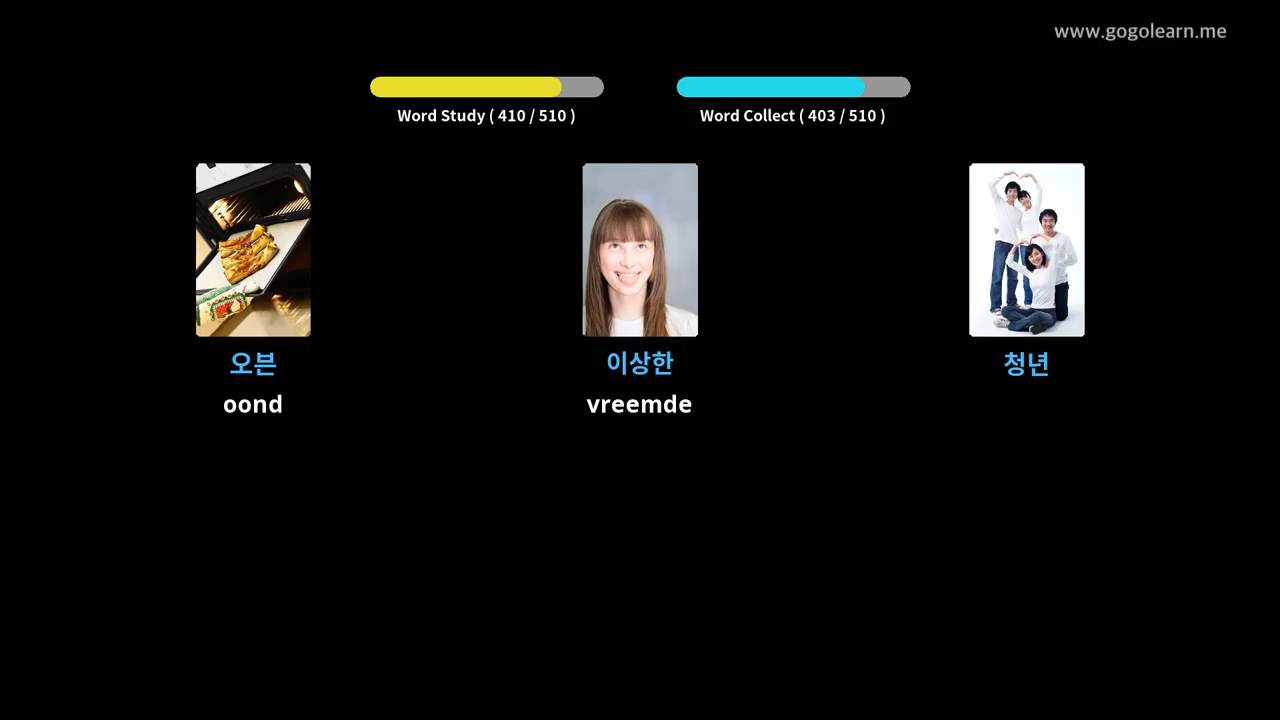 www.gogolearn.me
Word Study ( 410 / 510 )
Word Collect ( 403 / 510 )
오븐
이상한
청년
oond
vreemde